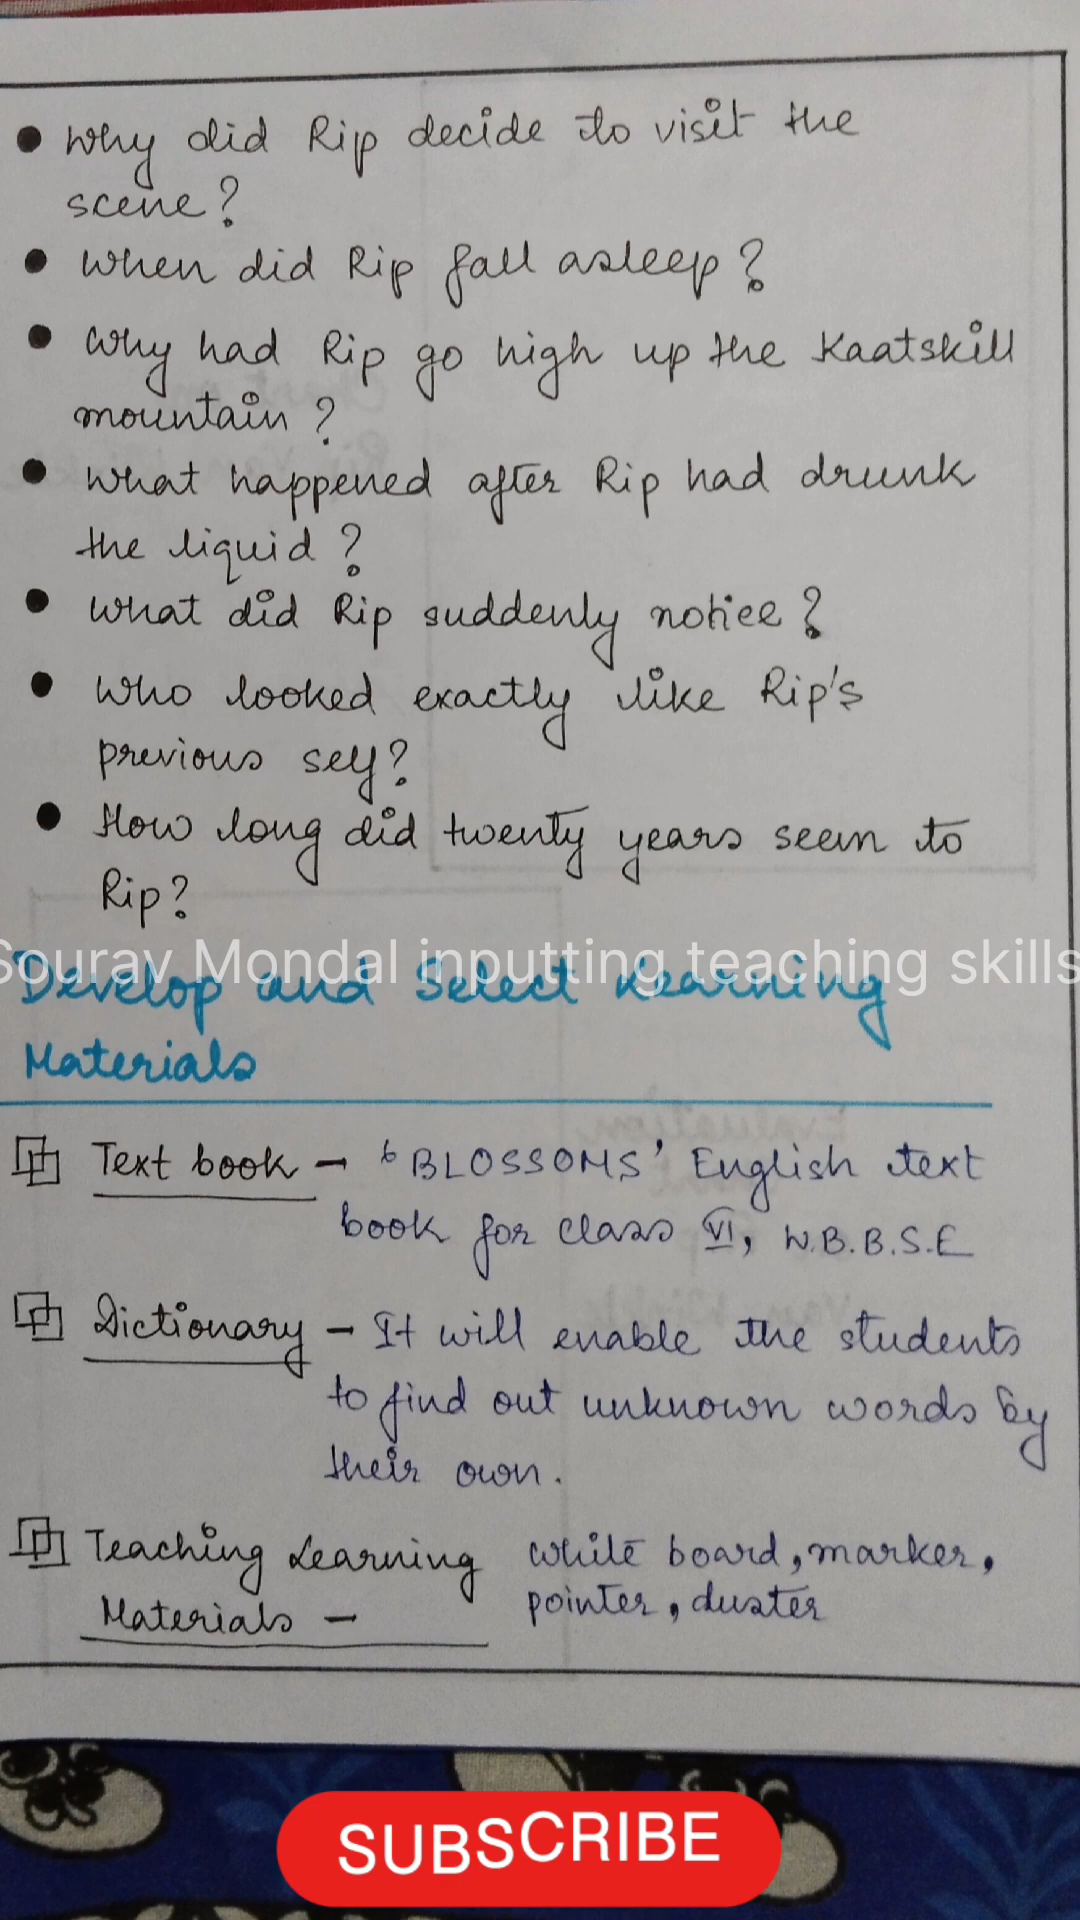 • Why did Rip decide to visit the
scene?
• When did Rip fall asleep?
• Why had Rip go high up the Kaatskill
mountain?
• What happened after Rip had drunk
the liquid?
• What did Rip suddenly notice?
• Who looked exactly like Rip's
previous self?
• How long did twenty years seem to
Rip?
Sourav Mondal inputting teaching skills
Develop and Select Learning
Materials
Text book - 'BLOSSOMS' English text
book for class VI, W.B.B.S.E
Dictionary - It will enable the students
to find out unknown words by
their own.
Teaching Learning white board, marker,
Materials - pointer, duster
SUBSCRIBE